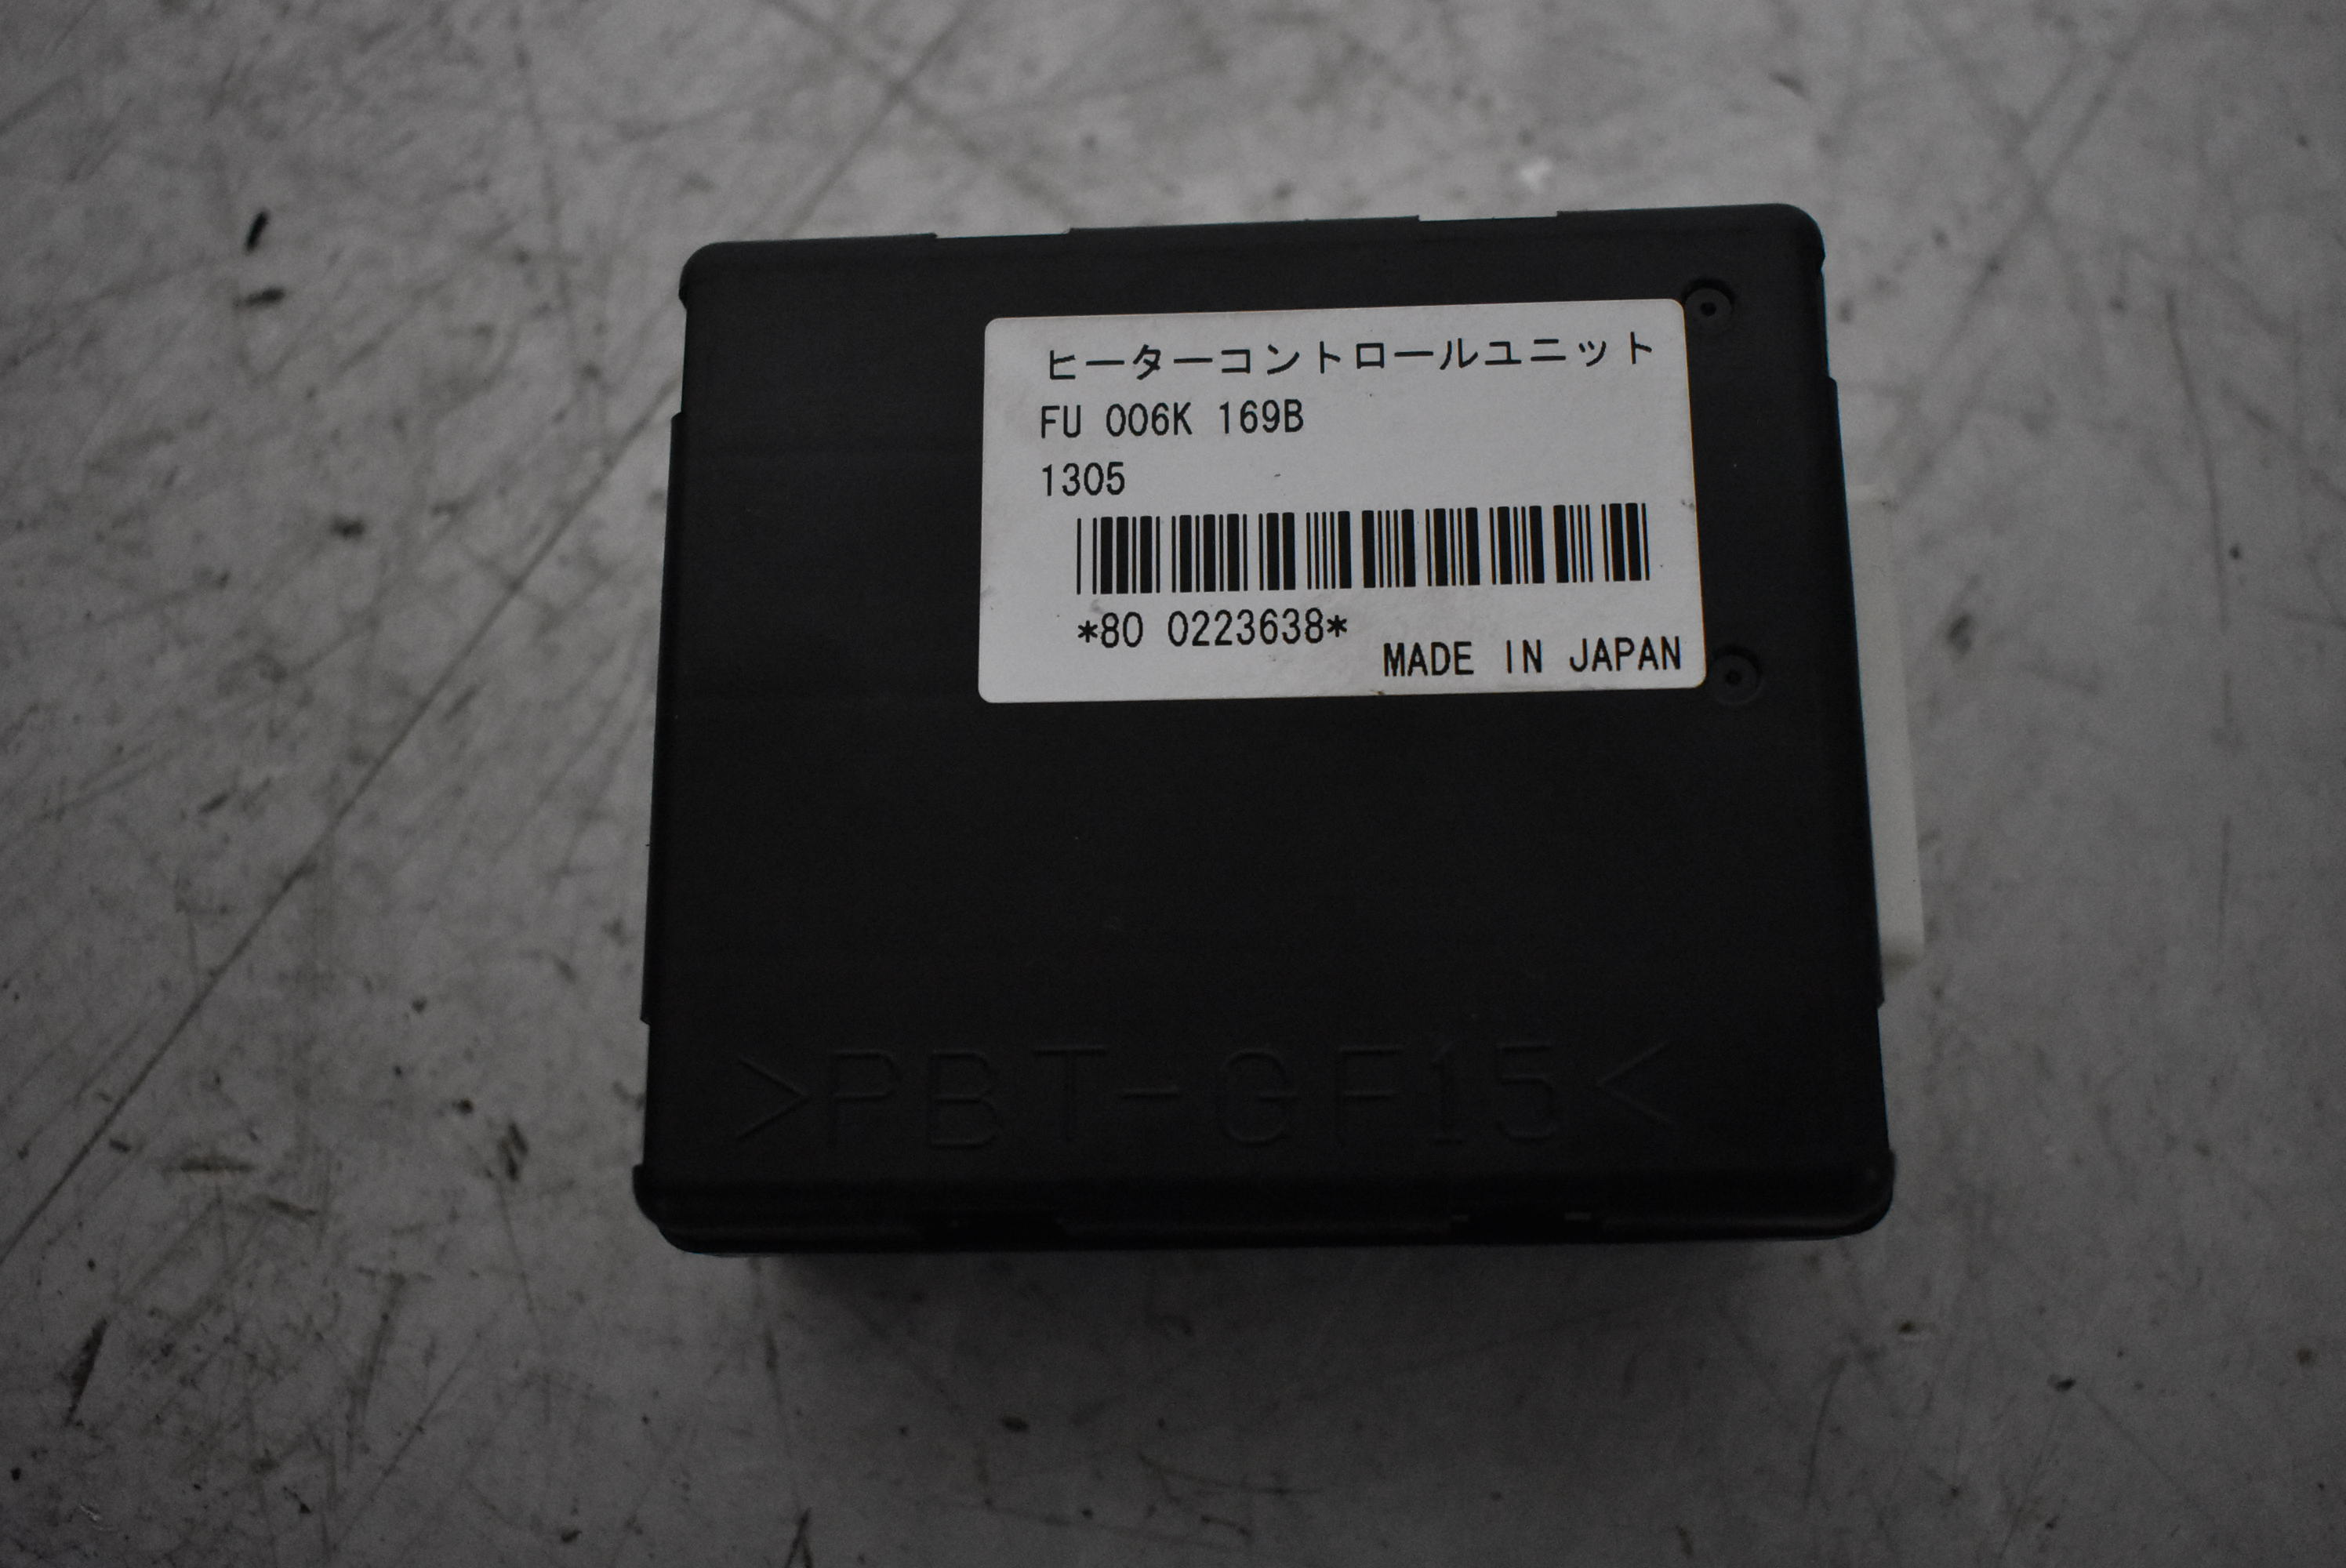 ヒーターコントロールユニット
FU 006K 169B
1305
*80 0223638*
MADE IN JAPAN
>PBT-GF15<